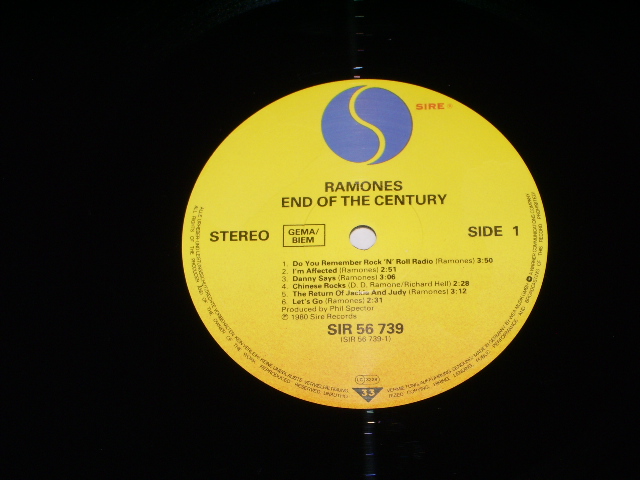 SIRE
RAMONES
END OF THE CENTURY
STEREO
GEMA/
BIEM
SIDE 1
1. Do You Remember Rock 'N' Roll Radio (Ramones) 3:50
2. I'm Affected (Ramones) 2:51
3. Danny Says (Ramones) 3:06
4. Chinese Rocks (D. D. Ramone/Richard Hell) 2:28
5. The Return Of Jackie And Judy (Ramones) 3:12
6. Let's Go (Ramones) 2:31
Produced by Phil Spector
℗ 1980 Sire Records
SIR 56 739
(SIR 56 739-1)
33